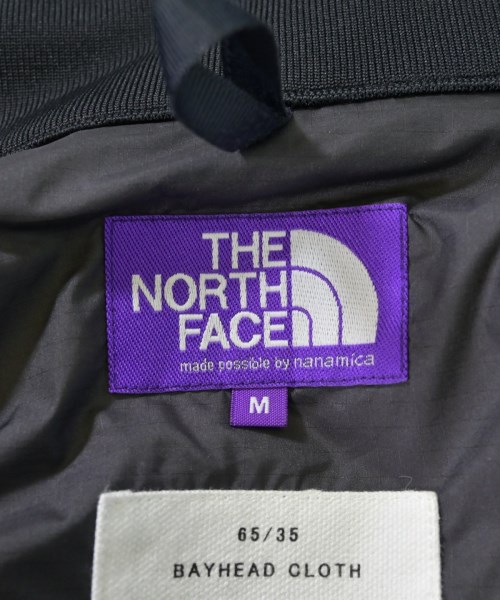 THE
NORTH
FACE
made possible by nanamica
M
65/35
BAYHEAD CLOTH